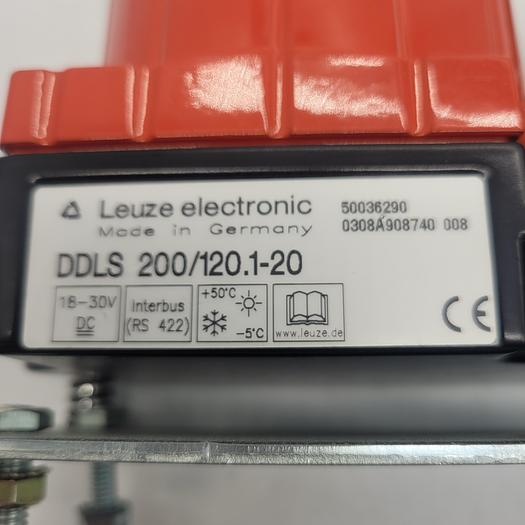 Leuze electronic
Made in Germany
50036290
0308A908740 008
DDLS 200/120.1-20
18-30V
DC
Interbus
(RS 422)
+50°C
-5°C
www.leuze.de
CE